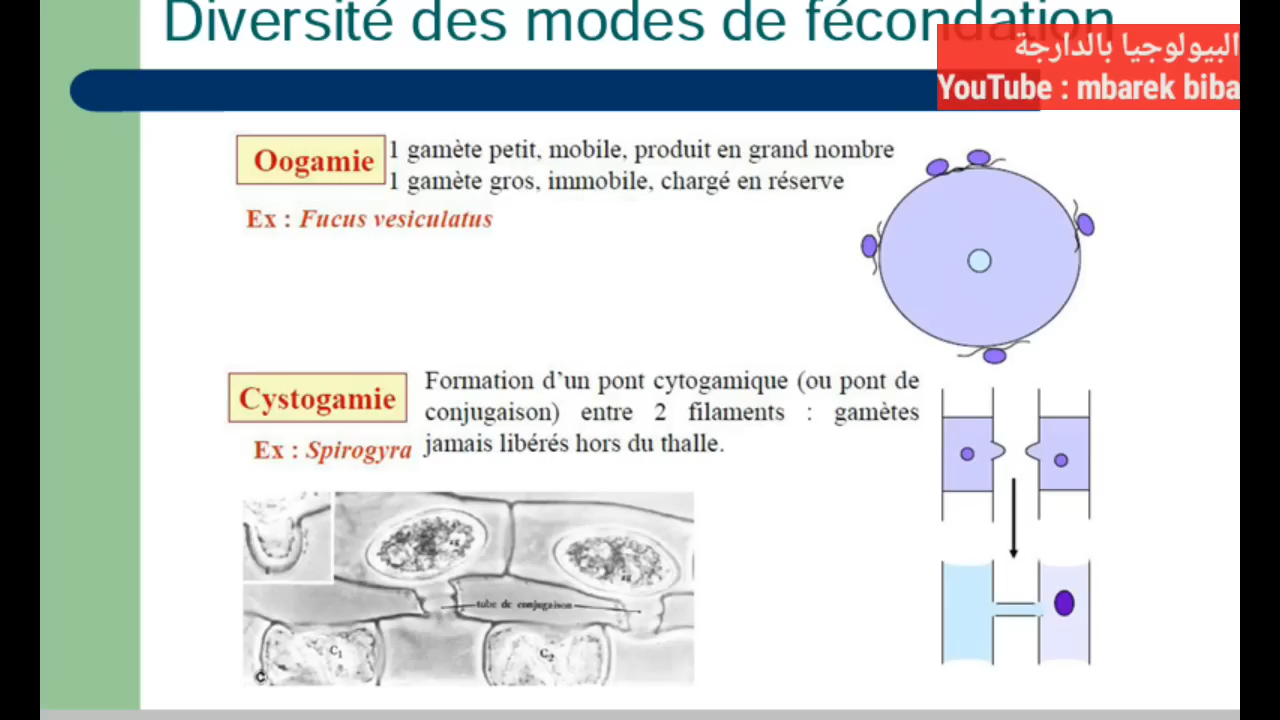 Diversité des modes de fécondation
البيولوجيا بالدارجة
YouTube : mbarek biba
Oogamie
1 gamète petit, mobile, produit en grand nombre
1 gamète gros, immobile, chargé en réserve
Ex : Fucus vesiculatus
Cystogamie
Formation d’un pont cytogamique (ou pont de
conjugaison) entre 2 filaments : gamètes
jamais libérés hors du thalle.
Ex : Spirogyra
tube de conjugaison
C1
C2
C